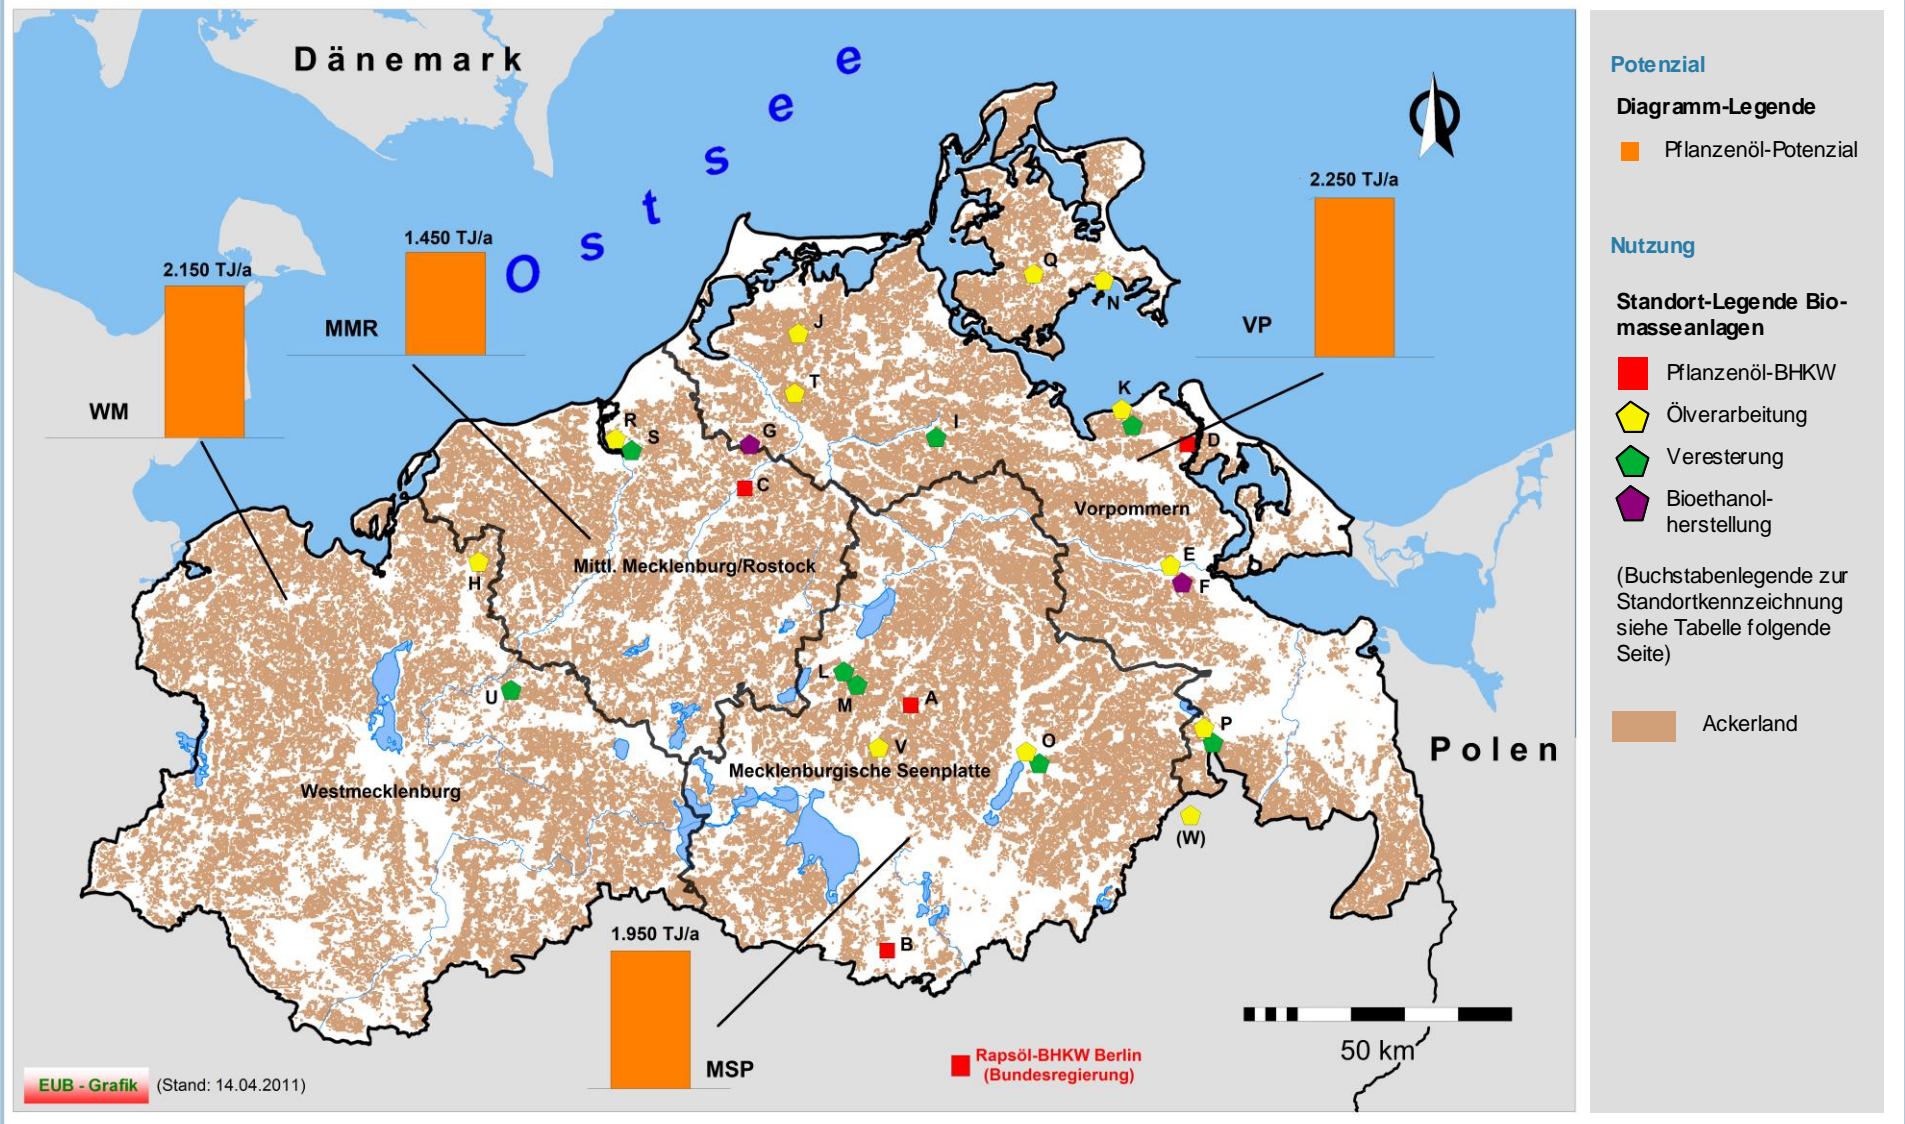 Dänemark
Ostsee
2.250 TJ/a
1.450 TJ/a
2.150 TJ/a
MMR
VP
WM
Q
N
J
T
K
R
S
G
I
D
C
Vorpommern
E
F
Mittl. Mecklenburg/Rostock
H
L
M
A
U
V
O
P
Polen
Mecklenburgische Seenplatte
Westmecklenburg
(W)
1.950 TJ/a
B
MSP
50 km
Rapsöl-BHKW Berlin
(Bundesregierung)
EUB - Grafik
(Stand: 14.04.2011)
Potenzial
Diagramm-Legende
Pflanzenöl-Potenzial
Nutzung
Standort-Legende Bio-
masseanlagen
Pflanzenöl-BHKW
Ölverarbeitung
Veresterung
Bioethanol-
herstellung
(Buchstabenlegende zur
Standortkennzeichnung
siehe Tabelle folgende
Seite)
Ackerland